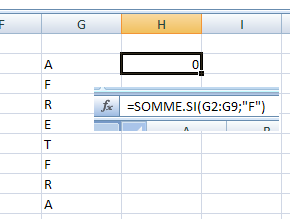 F G H I
A 0
F
fx =SOMME.SI(G2:G9;"F")
R
E
T
F
R
A